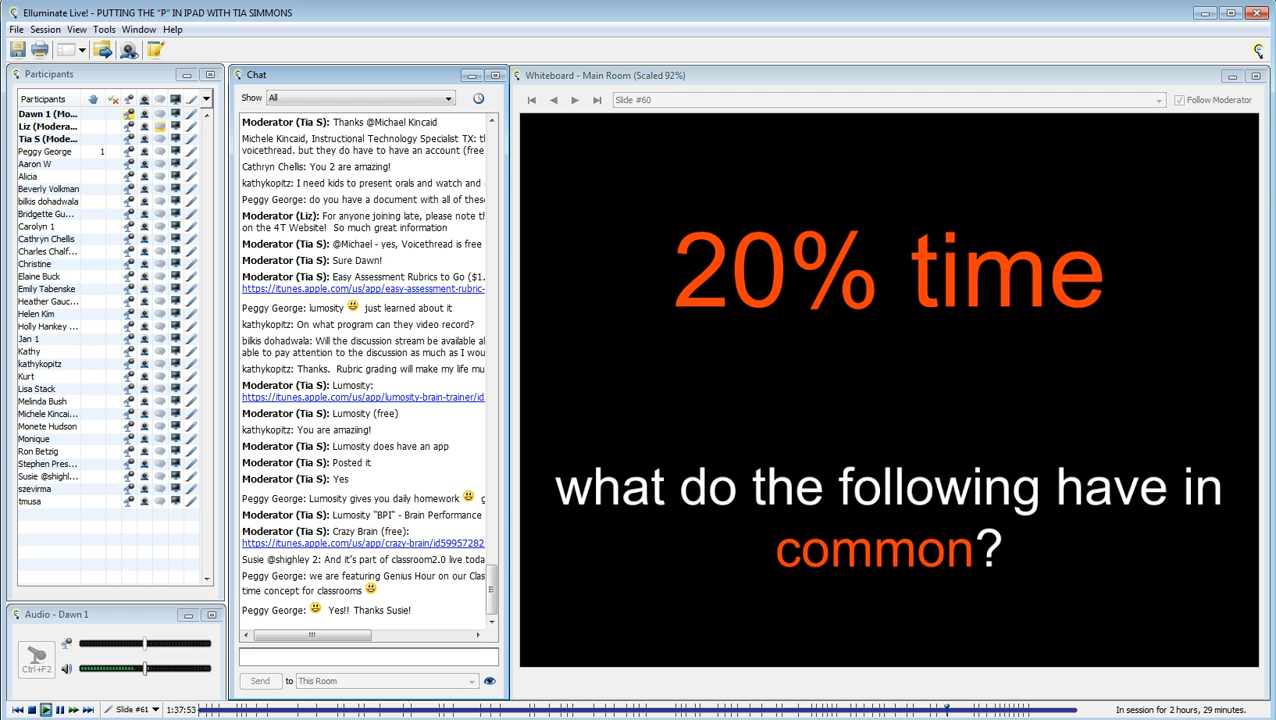 Elluminate Live! - PUTTING THE "P" IN IPAD WITH TIA SIMMONS
File Session View Tools Window Help
Participants
Participants
Dawn 1 (Mo...
Liz (Modera...
Tia S (Mode...
Peggy George 1
Aaron W
Alicia
Beverly Volkman
bilkis dohadwala
Bridgette Gu...
Carolyn 1
Cathryn Chellis
Charles Chalf...
Christine
Elaine Buck
Emily Tabenske
Heather Gauc...
Helen Kim
Holly Hankey ...
Jan 1
Kathy
kathykopitz
Kurt
Lisa Stack
Melinda Bush
Michele Kincai...
Monete Hudson
Monique
Ron Betzig
Stephen Pres...
Susie @shighl...
szevirma
tmusa
Audio - Dawn 1
Ctrl+F2
Chat
Show All
Moderator (Tia S): Thanks @Michael Kincaid
Michele Kincaid, Instructional Technology Specialist TX: th
voicethread. but they do have to have an account (free
Cathryn Chellis: You 2 are amazing!
kathykopitz: I need kids to present orals and watch and
Peggy George: do you have a document with all of these
Moderator (Liz): For anyone joining late, please note th
on the 4T Website! So much great information
Moderator (Tia S): @Michael - yes, Voicethread is free
Moderator (Tia S): Sure Dawn!
Moderator (Tia S): Easy Assessment Rubrics to Go ($1.
https://itunes.apple.com/us/app/easy-assessment-rubric-
Peggy George: lumosity 😃 just learned about it
kathykopitz: On what program can they video record?
bilkis dohadwala: Will the discussion stream be available al
able to pay attention to the discussion as much as I wou
kathykopitz: Thanks. Rubric grading will make my life mu
Moderator (Tia S): Lumosity:
https://itunes.apple.com/us/app/lumosity-brain-trainer/id
Moderator (Tia S): Lumosity (free)
kathykopitz: You are amaziing!
Moderator (Tia S): Lumosity does have an app
Moderator (Tia S): Posted it
Moderator (Tia S): Yes
Peggy George: Lumosity gives you daily homework 😃 g
Moderator (Tia S): Lumosity "BPI" - Brain Performance
Moderator (Tia S): Crazy Brain (free):
https://itunes.apple.com/us/app/crazy-brain/id59957282
Susie @shighley 2: And it's part of classroom2.0 live toda
Peggy George: we are featuring Genius Hour on our Clas
time concept for classrooms 😃
Peggy George: 😃 Yes!! Thanks Susie!
Send to This Room
Whiteboard - Main Room (Scaled 92%)
Slide #60
Follow Moderator
20% time
what do the following have in
common?
Slide #61 1:37:53
In session for 2 hours, 29 minutes.